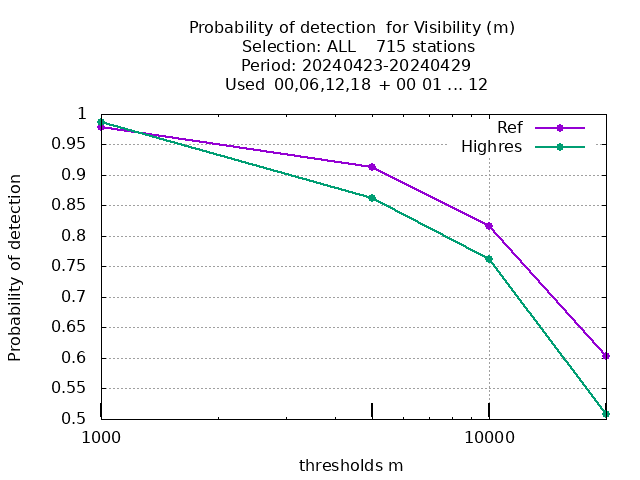 Probability of detection  for Visibility (m)
Selection: ALL    715 stations
Period: 20240423-20240429
Used  00,06,12,18  + 00 01 ... 12
Ref
Highres
1
0.95
0.9
0.85
0.8
0.75
0.7
0.65
0.6
0.55
0.5
Probability of detection
1000
10000
thresholds m